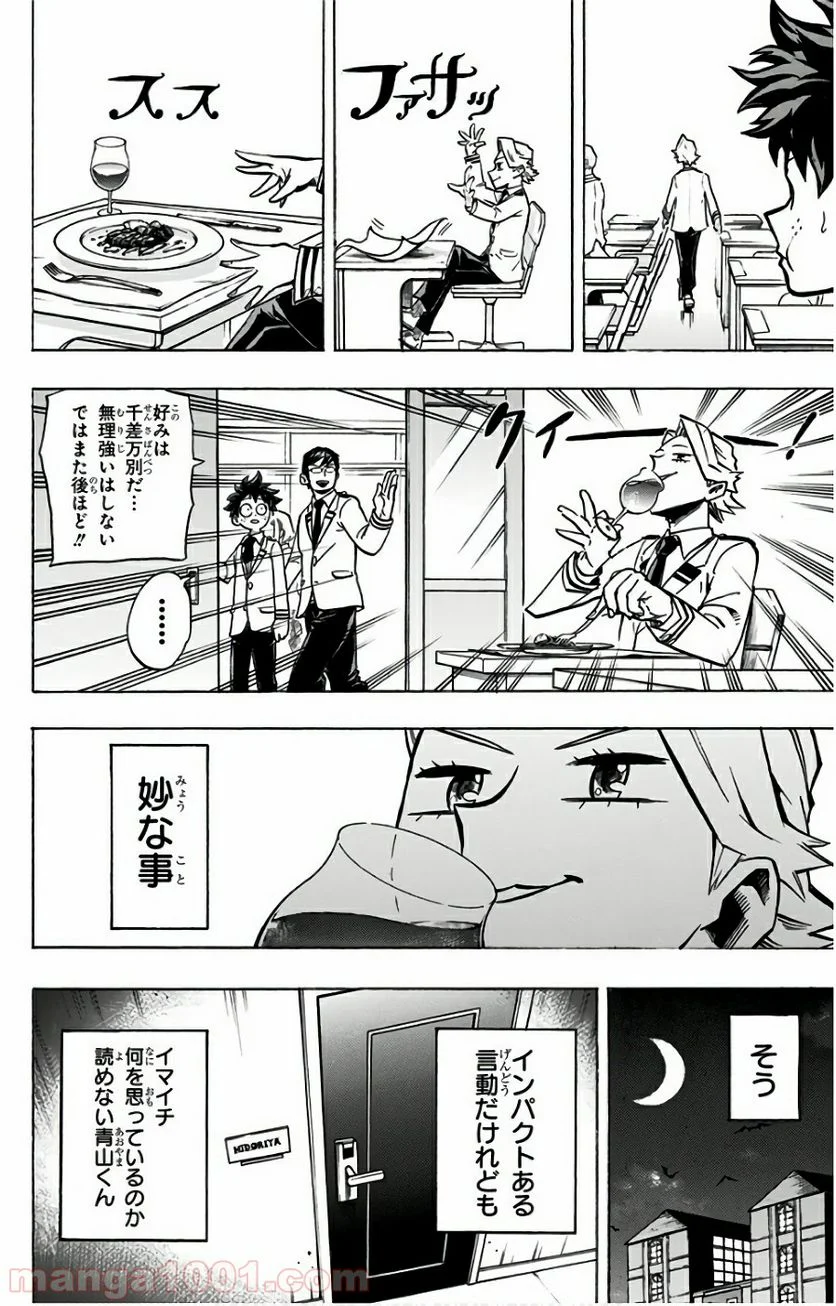 ファサッ
スス
クイーーー！
好みは
千差万別だ…
無理強いはしない
ではまた後ほど!!
……
妙な事
そう
インパクトある
言動だけれども
MIDORIYA
イマイチ
何を思っているのか
読めない青山くん
manga1001.com